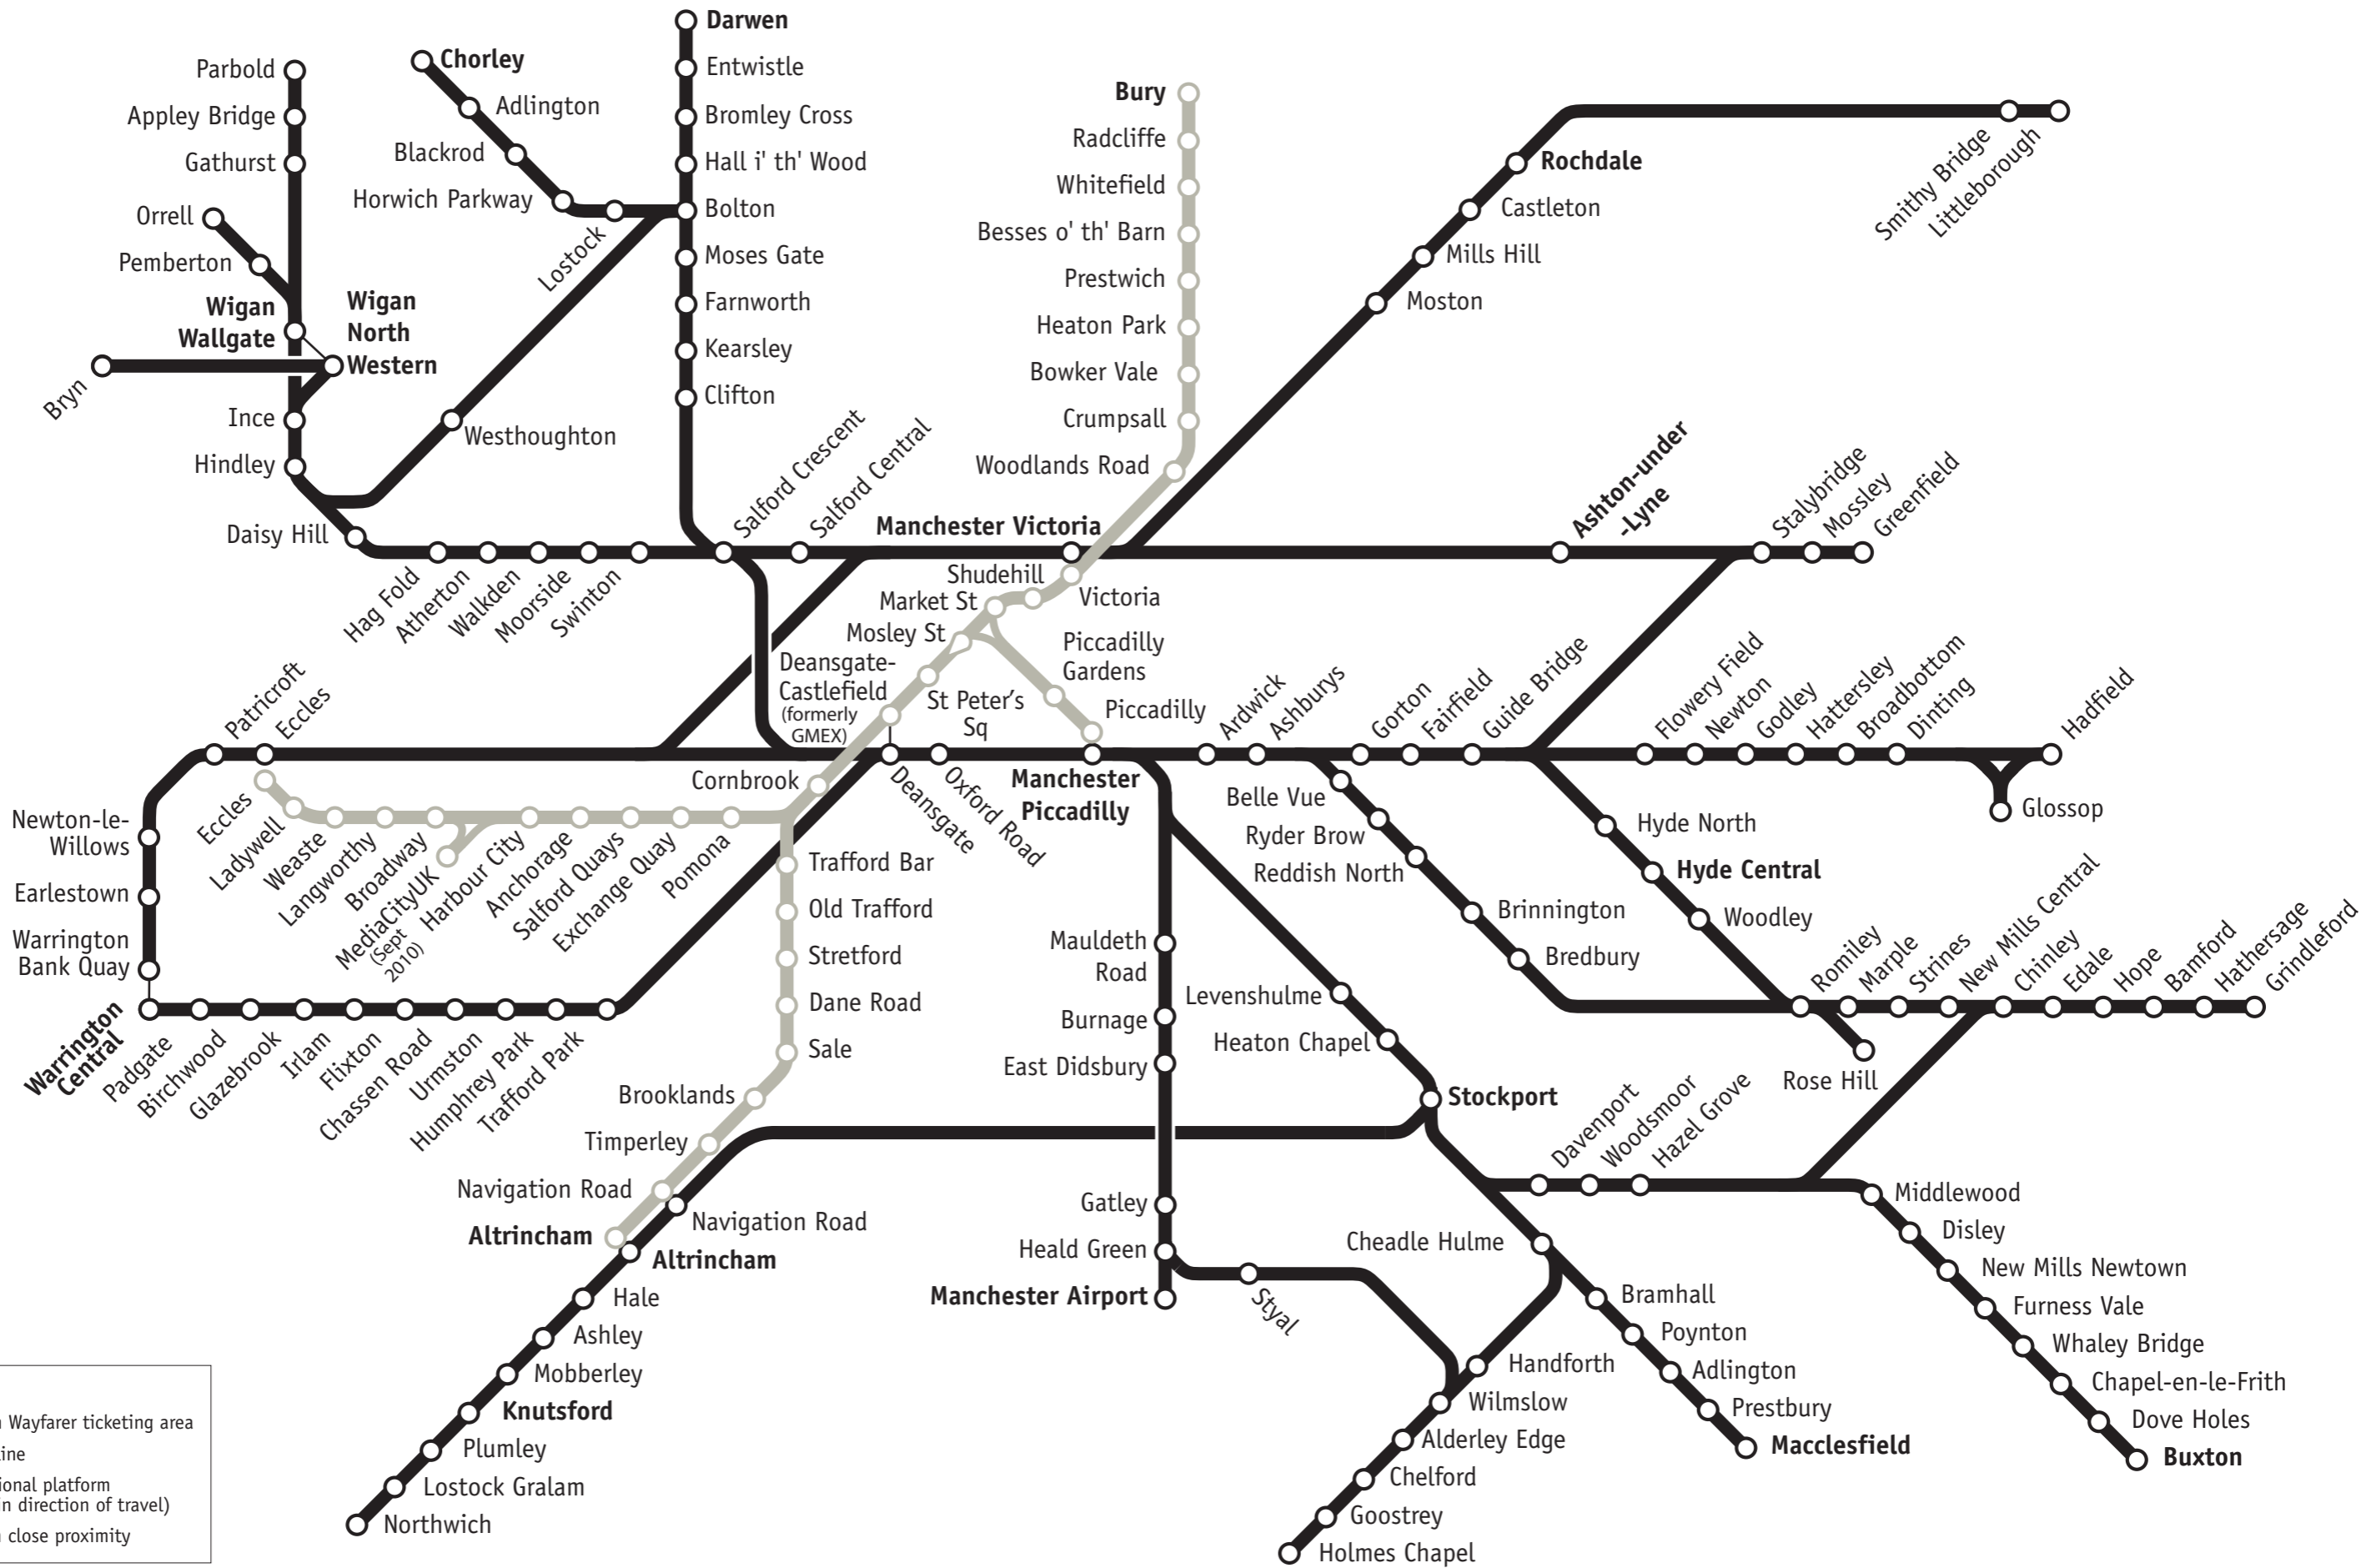 Darwen
Entwistle
Bromley Cross
Hall i' th' Wood
Bolton
Moses Gate
Farnworth
Kearsley
Clifton
Chorley
Adlington
Blackrod
Horwich Parkway
Lostock
Westhoughton
Parbold
Appley Bridge
Gathurst
Orrell
Pemberton
Wigan
Wallgate
Wigan
North
Western
Bryn
Ince
Hindley
Daisy Hill
Hag Fold
Atherton
Walkden
Moorside
Swinton
Salford Crescent
Salford Central
Manchester Victoria
Bury
Radcliffe
Whitefield
Besses o' th' Barn
Prestwich
Heaton Park
Bowker Vale
Crumpsall
Woodlands Road
Rochdale
Castleton
Mills Hill
Moston
Smithy Bridge
Littleborough
Ashton-under
-Lyne
Stalybridge
Mossley
Greenfield
Shudehill
Victoria
Market St
Mosley St
Piccadilly
Gardens
Piccadilly
St Peter's
Sq
Deansgate-
Castlefield
(formerly
GMEX)
Cornbrook
Patricroft
Eccles
Newton-le-
Willows
Earlestown
Warrington
Bank Quay
Warrington
Central
Padgate
Birchwood
Glazebrook
Irlam
Flixton
Chassen Road
Urmston
Humphrey Park
Trafford Park
Eccles
Ladywell
Weaste
Langworthy
Broadway
MediaCityUK
(Sept
2010)
Harbour City
Anchorage
Salford Quays
Exchange Quay
Pomona
Trafford Bar
Old Trafford
Stretford
Dane Road
Sale
Brooklands
Timperley
Navigation Road
Altrincham
Navigation Road
Altrincham
Hale
Ashley
Mobberley
Knutsford
Plumley
Lostock Gralam
Northwich
Deansgate
Oxford Road
Manchester
Piccadilly
Ardwick
Ashburys
Gorton
Fairfield
Guide Bridge
Flowery Field
Newton
Godley
Hattersley
Broadbottom
Dinting
Hadfield
Glossop
Belle Vue
Ryder Brow
Reddish North
Brinnington
Bredbury
Hyde North
Hyde Central
Woodley
Romiley
Marple
Strines
New Mills Central
Chinley
Edale
Hope
Bamford
Hathersage
Grindleford
Rose Hill
Mauldeth
Road
Burnage
East Didsbury
Gatley
Heald Green
Manchester Airport
Styal
Levenshulme
Heaton Chapel
Stockport
Davenport
Woodsmoor
Hazel Grove
Middlewood
Disley
New Mills Newtown
Furness Vale
Whaley Bridge
Chapel-en-le-Frith
Dove Holes
Buxton
Cheadle Hulme
Bramhall
Poynton
Adlington
Prestbury
Macclesfield
Handforth
Wilmslow
Alderley Edge
Chelford
Goostrey
Holmes Chapel
Wayfarer ticketing area
platform
in direction of travel)
close proximity